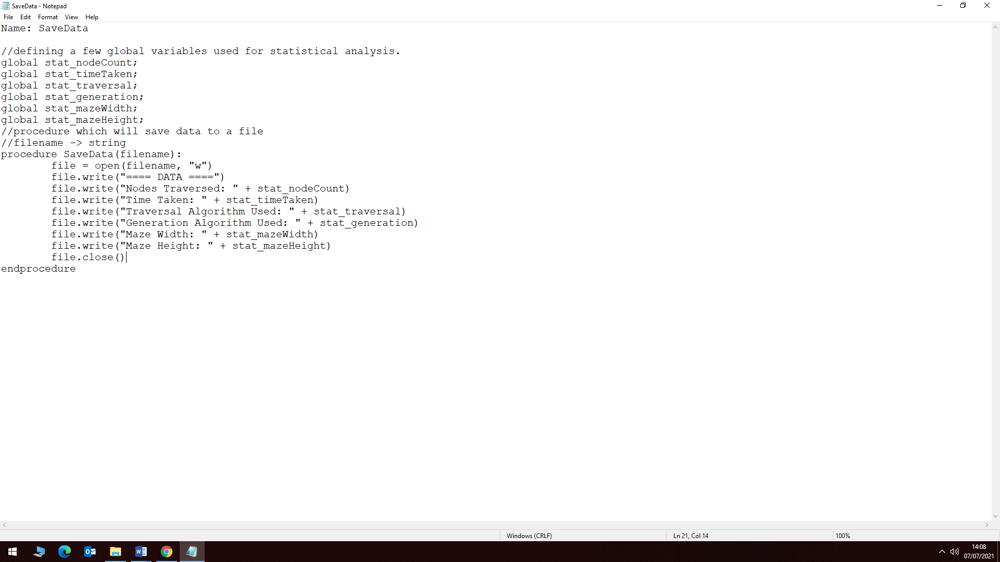 SaveData - Notepad
File Edit Format View Help
Name: SaveData
//defining a few global variables used for statistical analysis.
global stat_nodeCount;
global stat_timeTaken;
global stat_traversal;
global stat_generation;
global stat_mazeWidth;
global stat_mazeHeight;
//procedure which will save data to a file
//filename -> string
procedure SaveData(filename):
        file = open(filename, "w")
        file.write("==== DATA ====")
        file.write("Nodes Traversed: " + stat_nodeCount)
        file.write("Time Taken: " + stat_timeTaken)
        file.write("Traversal Algorithm Used: " + stat_traversal)
        file.write("Generation Algorithm Used: " + stat_generation)
        file.write("Maze Width: " + stat_mazeWidth)
        file.write("Maze Height: " + stat_mazeHeight)
        file.close()
endprocedure
Windows (CRLF) Ln 21, Col 14 100%
14:08
07/07/2021